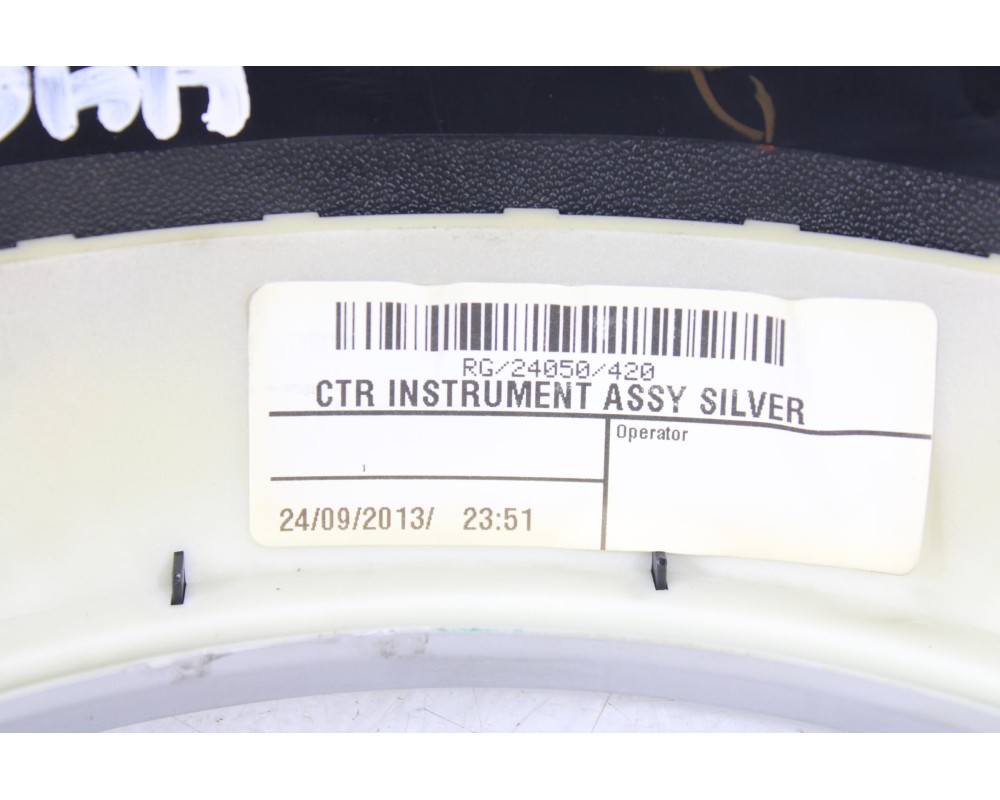 RG/24050/420
CTR INSTRUMENT ASSY SILVER
Operator
24/09/2013/ 23:51